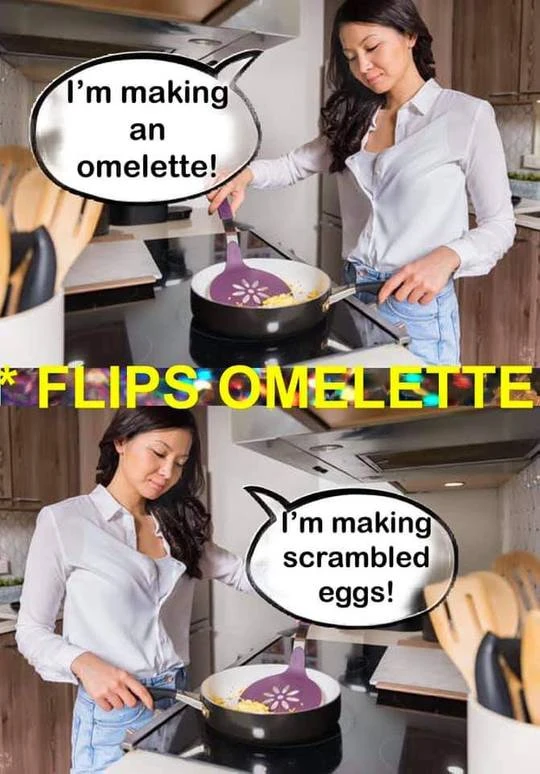 I'm making
an
omelette!
* FLIPS OMELETTE
I'm making
scrambled
eggs!